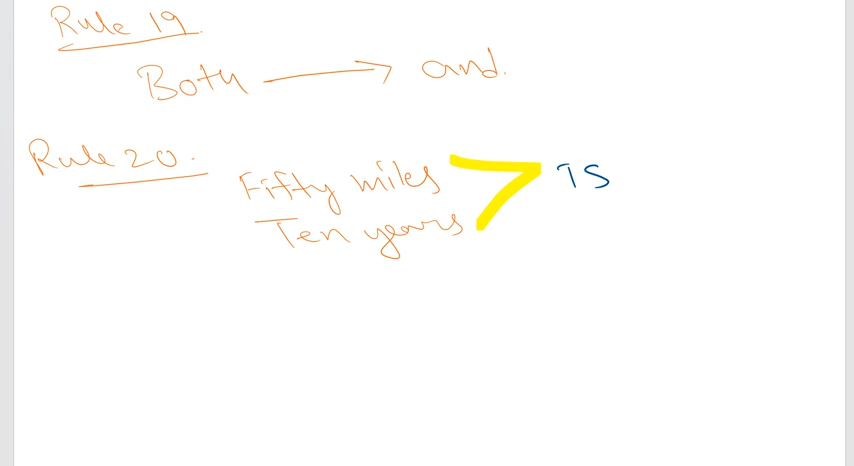 Rule 19.
Both → and.
Rule 20.
Fifty miles
Ten years
IS